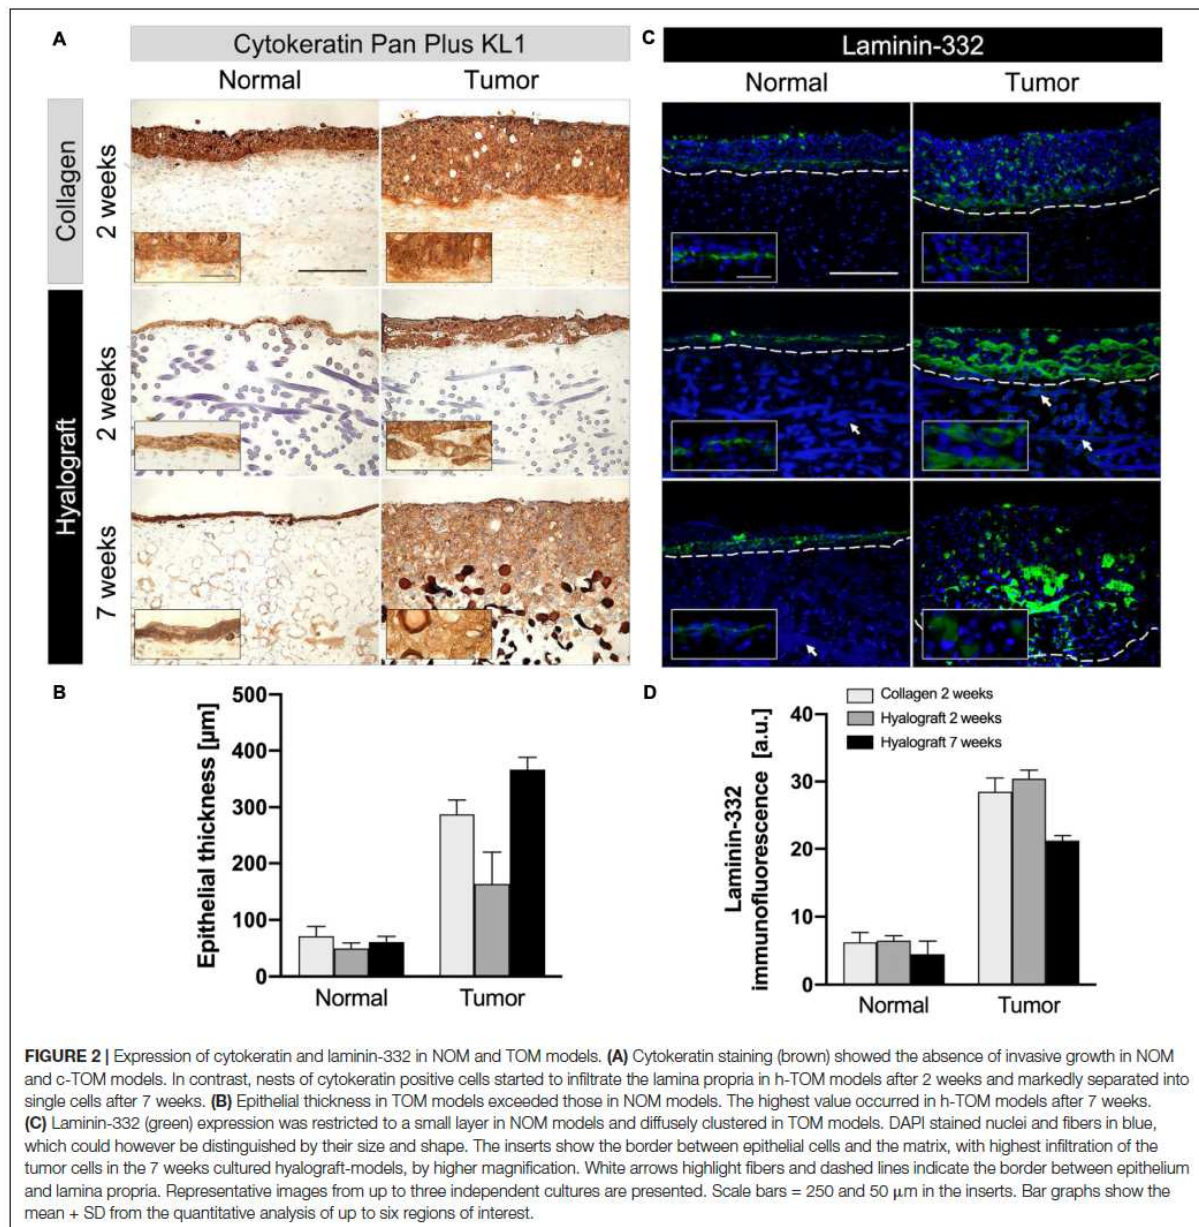 A
Cytokeratin Pan Plus KL1
Normal
Tumor
Collagen
2 weeks
Hyalograft
2 weeks
7 weeks
C
Laminin-332
Normal
Tumor
B
Epithelial thickness [µm]
500
400
300
200
100
0
Normal
Tumor
D
Collagen 2 weeks
Hyalograft 2 weeks
Hyalograft 7 weeks
Laminin-332
immunofluorescence [a.u.]
40
30
20
10
0
Normal
Tumor
FIGURE 2 | Expression of cytokeratin and laminin-332 in NOM and TOM models. (A) Cytokeratin staining (brown) showed the absence of invasive growth in NOM
and c-TOM models. In contrast, nests of cytokeratin positive cells started to infiltrate the lamina propria in h-TOM models after 2 weeks and markedly separated into
single cells after 7 weeks. (B) Epithelial thickness in TOM models exceeded those in NOM models. The highest value occurred in h-TOM models after 7 weeks.
(C) Laminin-332 (green) expression was restricted to a small layer in NOM models and diffusely clustered in TOM models. DAPI stained nuclei and fibers in blue,
which could however be distinguished by their size and shape. The inserts show the border between epithelial cells and the matrix, with highest infiltration of the
tumor cells in the 7 weeks cultured hyalograft-models, by higher magnification. White arrows highlight fibers and dashed lines indicate the border between epithelium
and lamina propria. Representative images from up to three independent cultures are presented. Scale bars = 250 and 50 µm in the inserts. Bar graphs show the
mean + SD from the quantitative analysis of up to six regions of interest.